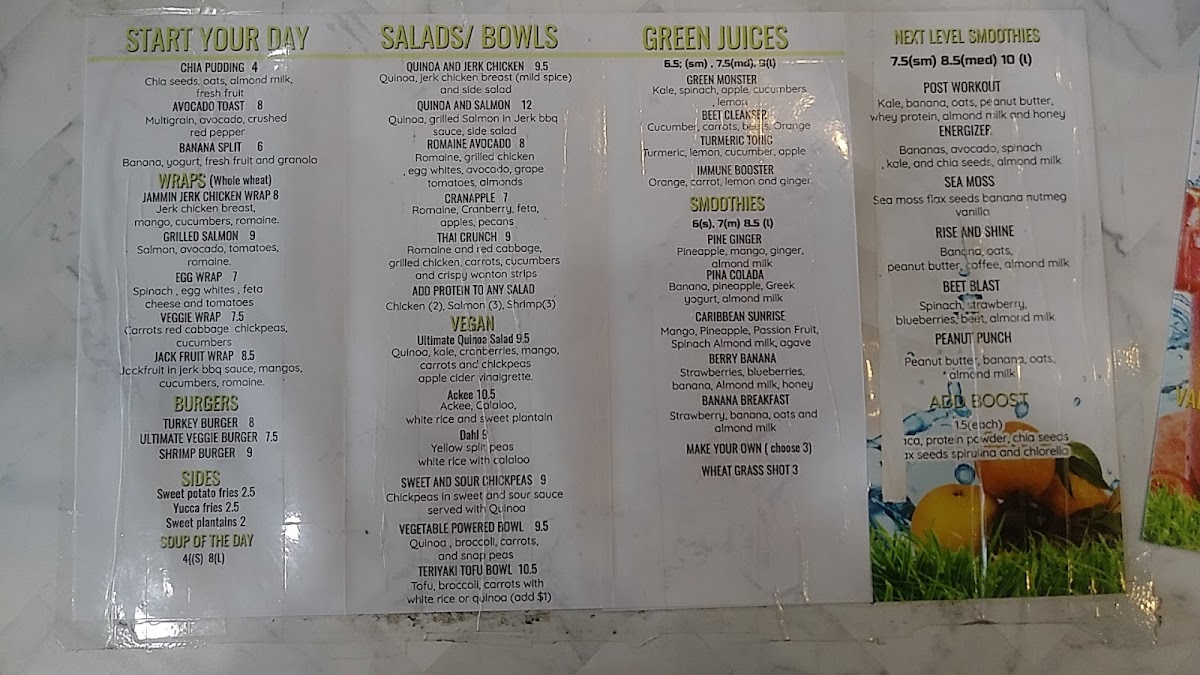 START YOUR DAY
CHIA PUDDING 4
Chia seeds, oats, almond milk,
fresh fruit
AVOCADO TOAST 8
Multigrain, avocado, crushed
red pepper
BANANA SPLIT 6
Banana, yogurt, fresh fruit and granola
WRAPS (Whole wheat)
JAMMIN JERK CHICKEN WRAP 8
Jerk chicken breast,
mango, cucumbers, romaine.
GRILLED SALMON 9
Salmon, avocado, tomatoes,
romaine.
EGG WRAP 7
Spinach , egg whites , feta
cheese and tomatoes
VEGGIE WRAP 7.5
Carrots red cabbage chickpeas,
cucumbers
JACK FRUIT WRAP 8.5
Jackfruit in jerk bbq sauce, mangos,
cucumbers, romaine.
BURGERS
TURKEY BURGER 8
ULTIMATE VEGGIE BURGER 7.5
SHRIMP BURGER 9
SIDES
Sweet potato fries 2.5
Yucca fries 2.5
Sweet plantains 2
SOUP OF THE DAY
4((S) 8(L)
SALADS/ BOWLS
QUINOA AND JERK CHICKEN 9.5
Quinoa, jerk chicken breast (mild spice)
and side salad
QUINOA AND SALMON 12
Quinoa, grilled Salmon in Jerk bbq
sauce, side salad
ROMAINE AVOCADO 8
Romaine, grilled chicken
, egg whites, avocado, grape
tomatoes, almonds
CRANAPPLE 7
Romaine, Cranberry, feta,
apples, pecans
THAI CRUNCH 9
Romaine and red cabbage,
grilled chicken, carrots, cucumbers
and crispy wonton strips
ADD PROTEIN TO ANY SALAD
Chicken (2), Salmon (3), Shrimp(3)
VEGAN
Ultimate Quinoa Salad 9.5
Quinoa, kale, cranberries, mango,
carrots and chickpeas
apple cider vinaigrette.
Ackee 10.5
Ackee, Calaloo,
white rice and sweet plantain
Dahl 9
Yellow split peas
white rice with calaloo
SWEET AND SOUR CHICKPEAS 9
Chickpeas in sweet and sour sauce
served with Quinoa
VEGETABLE POWERED BOWL 9.5
Quinoa , broccoli, carrots,
and snap peas
TERIYAKI TOFU BOWL 10.5
Tofu, broccoli, carrots with
white rice or quinoa (add $1)
GREEN JUICES
6.5; (sm) . 7.5(md), 9(l)
GREEN MONSTER
Kale, spinach, apple, cucumbers
, lemon
BEET CLEANSER
Cucumber, carrots, beets, Orange
TURMERIC TONIC
Turmeric, lemon, cucumber, apple
IMMUNE BOOSTER
Orange, carrot, lemon and ginger
SMOOTHIES
6(s), 7(m) 8.5 (l)
PINE GINGER
Pineapple, mango, ginger,
almond milk
PINA COLADA
Banana, pineapple, Greek
yogurt, almond milk
CARIBBEAN SUNRISE
Mango, Pineapple, Passion Fruit,
Spinach Almond milk, agave
BERRY BANANA
Strawberries, blueberries,
banana, Almond milk, honey
BANANA BREAKFAST
Strawberry, banana, oats and
almond milk
MAKE YOUR OWN ( choose 3)
WHEAT GRASS SHOT 3
NEXT LEVEL SMOOTHIES
7.5(sm) 8.5(med) 10 (l)
POST WORKOUT
Kale, banana, oats, peanut butter,
whey protein, almond milk and honey
ENERGIZER
Bananas, avocado, spinach
, kale, and chia seeds, almond milk
SEA MOSS
Sea moss flax seeds banana nutmeg
vanilla
RISE AND SHINE
Banana, oats,
peanut butter, coffee, almond milk
BEET BLAST
Spinach, strawberry,
blueberries, beet, almond milk
PEANUT PUNCH
Peanut butter, banana, oats,
almond milk
ADD BOOST
1.5(each)
protein powder, chia seeds
seeds spirulina and chlorella